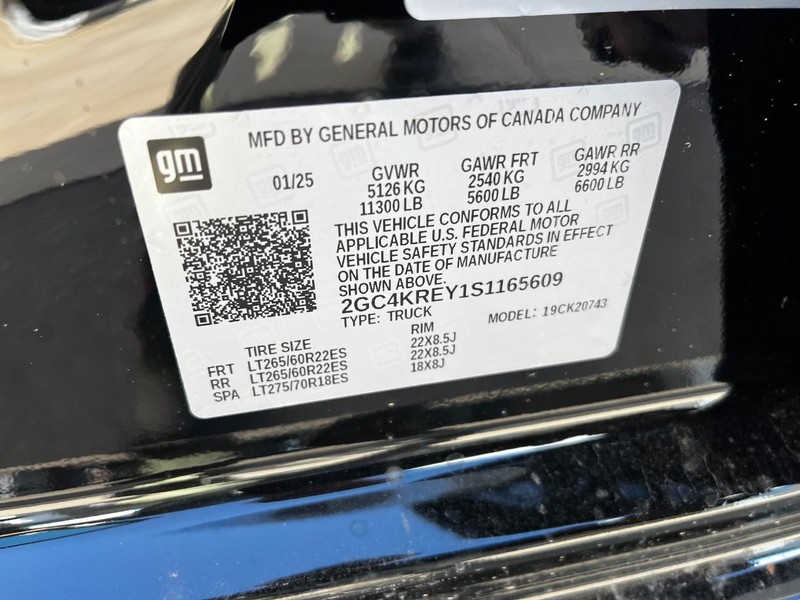 MFD BY GENERAL MOTORS OF CANADA COMPANY
gm
01/25 GVWR GAWR FRT GAWR RR
5126 KG 2540 KG 2994 KG
11300 LB 5600 LB 6600 LB
THIS VEHICLE CONFORMS TO ALL
APPLICABLE U.S. FEDERAL MOTOR
VEHICLE SAFETY STANDARDS IN EFFECT
ON THE DATE OF MANUFACTURE
SHOWN ABOVE.
2GC4KREY1S1165609
TYPE: TRUCK MODEL: 19CK20743
TIRE SIZE RIM
FRT LT265/60R22ES 22X8.5J
RR LT265/60R22ES 22X8.5J
SPA LT275/70R18ES 18X8J